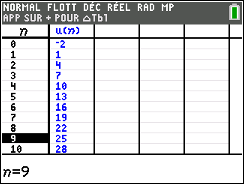 NORMAL FLOTT DÉC RÉEL RAD MP
APP SUR + POUR △Tbl
n u(n)
0 -2
1 1
2 4
3 7
4 10
5 13
6 16
7 19
8 22
9 25
10 28
n=9